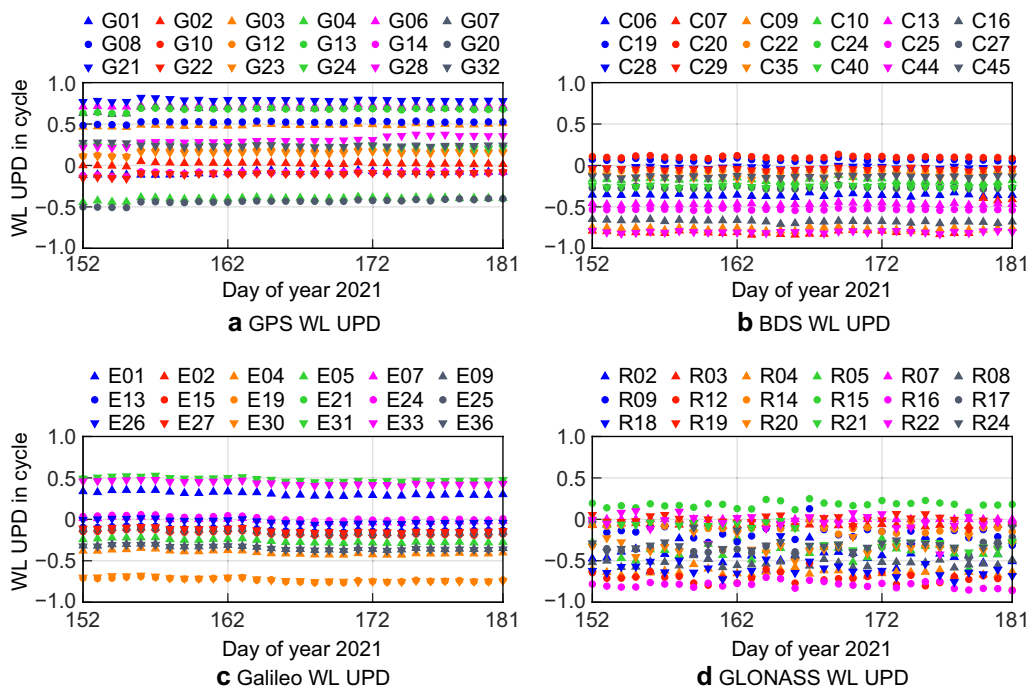 G01 G02 G03 G04 G06 G07
G08 G10 G12 G13 G14 G20
G21 G22 G23 G24 G28 G32
1.0
0.5
0
−0.5
−1.0
WL UPD in cycle
152 162 172 181
Day of year 2021
a GPS WL UPD
C06 C07 C09 C10 C13 C16
C19 C20 C22 C24 C25 C27
C28 C29 C35 C40 C44 C45
1.0
0.5
0
−0.5
−1.0
152 162 172 181
Day of year 2021
b BDS WL UPD
E01 E02 E04 E05 E07 E09
E13 E15 E19 E21 E24 E25
E26 E27 E30 E31 E33 E36
1.0
0.5
0
−0.5
−1.0
WL UPD in cycle
152 162 172 181
Day of year 2021
c Galileo WL UPD
R02 R03 R04 R05 R07 R08
R09 R12 R14 R15 R16 R17
R18 R19 R20 R21 R22 R24
1.0
0.5
0
−0.5
−1.0
152 162 172 181
Day of year 2021
d GLONASS WL UPD